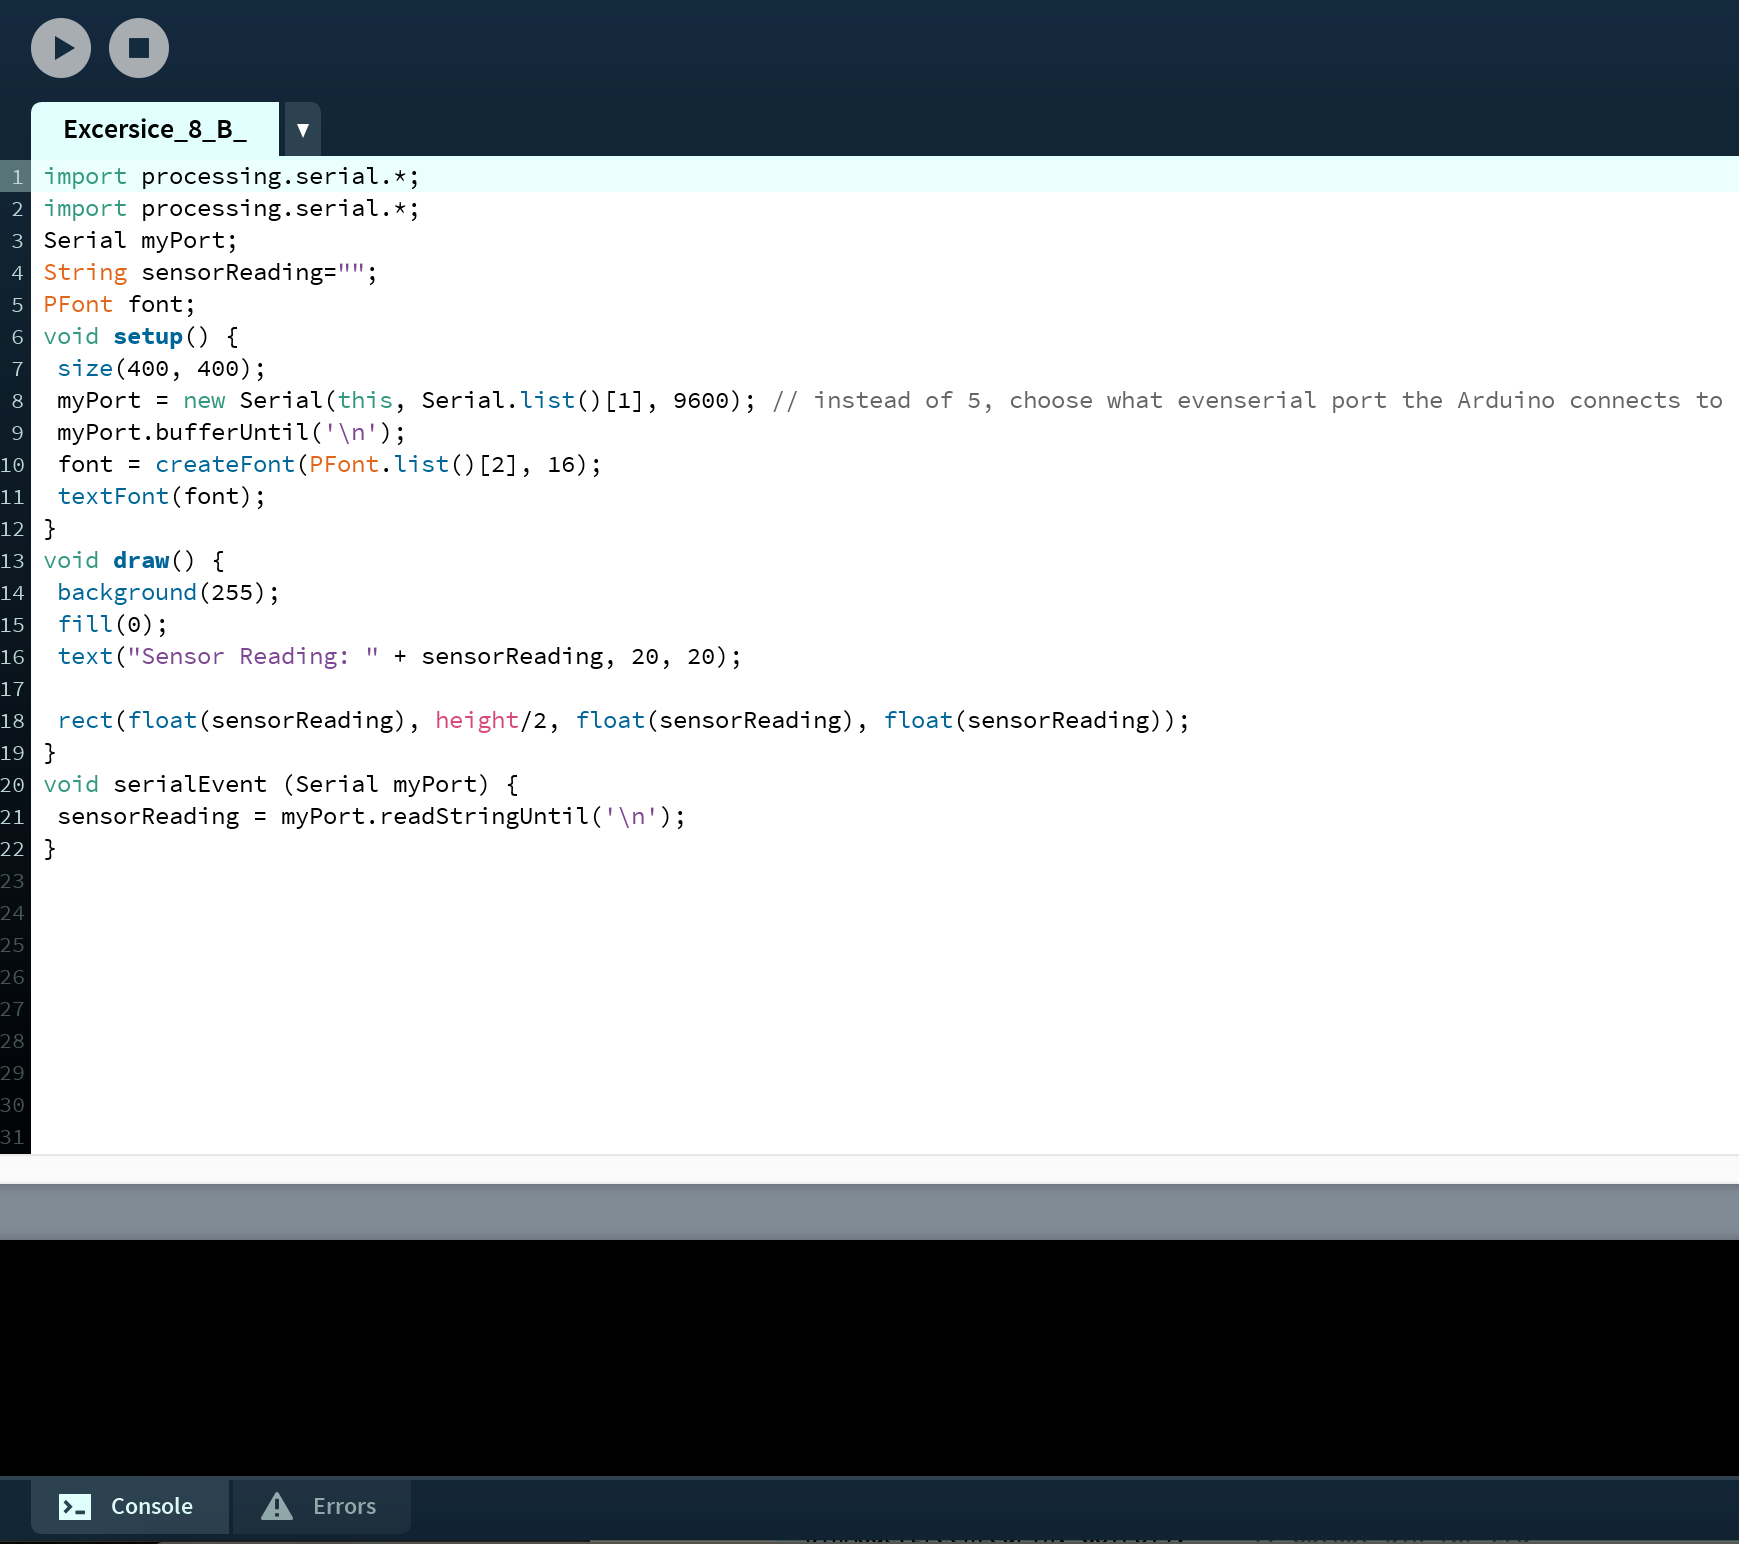 Excersice_8_B_ ▼
1 import processing.serial.*;
2 import processing.serial.*;
3 Serial myPort;
4 String sensorReading="";
5 PFont font;
6 void setup() {
7  size(400, 400);
8  myPort = new Serial(this, Serial.list()[1], 9600); // instead of 5, choose what evenserial port the Arduino connects to
9  myPort.bufferUntil('\n');
10  font = createFont(PFont.list()[2], 16);
11  textFont(font);
12 }
13 void draw() {
14  background(255);
15  fill(0);
16  text("Sensor Reading: " + sensorReading, 20, 20);
17
18  rect(float(sensorReading), height/2, float(sensorReading), float(sensorReading));
19 }
20 void serialEvent (Serial myPort) {
21  sensorReading = myPort.readStringUntil('\n');
22 }
23
24
25
26
27
28
29
30
31
Console Errors